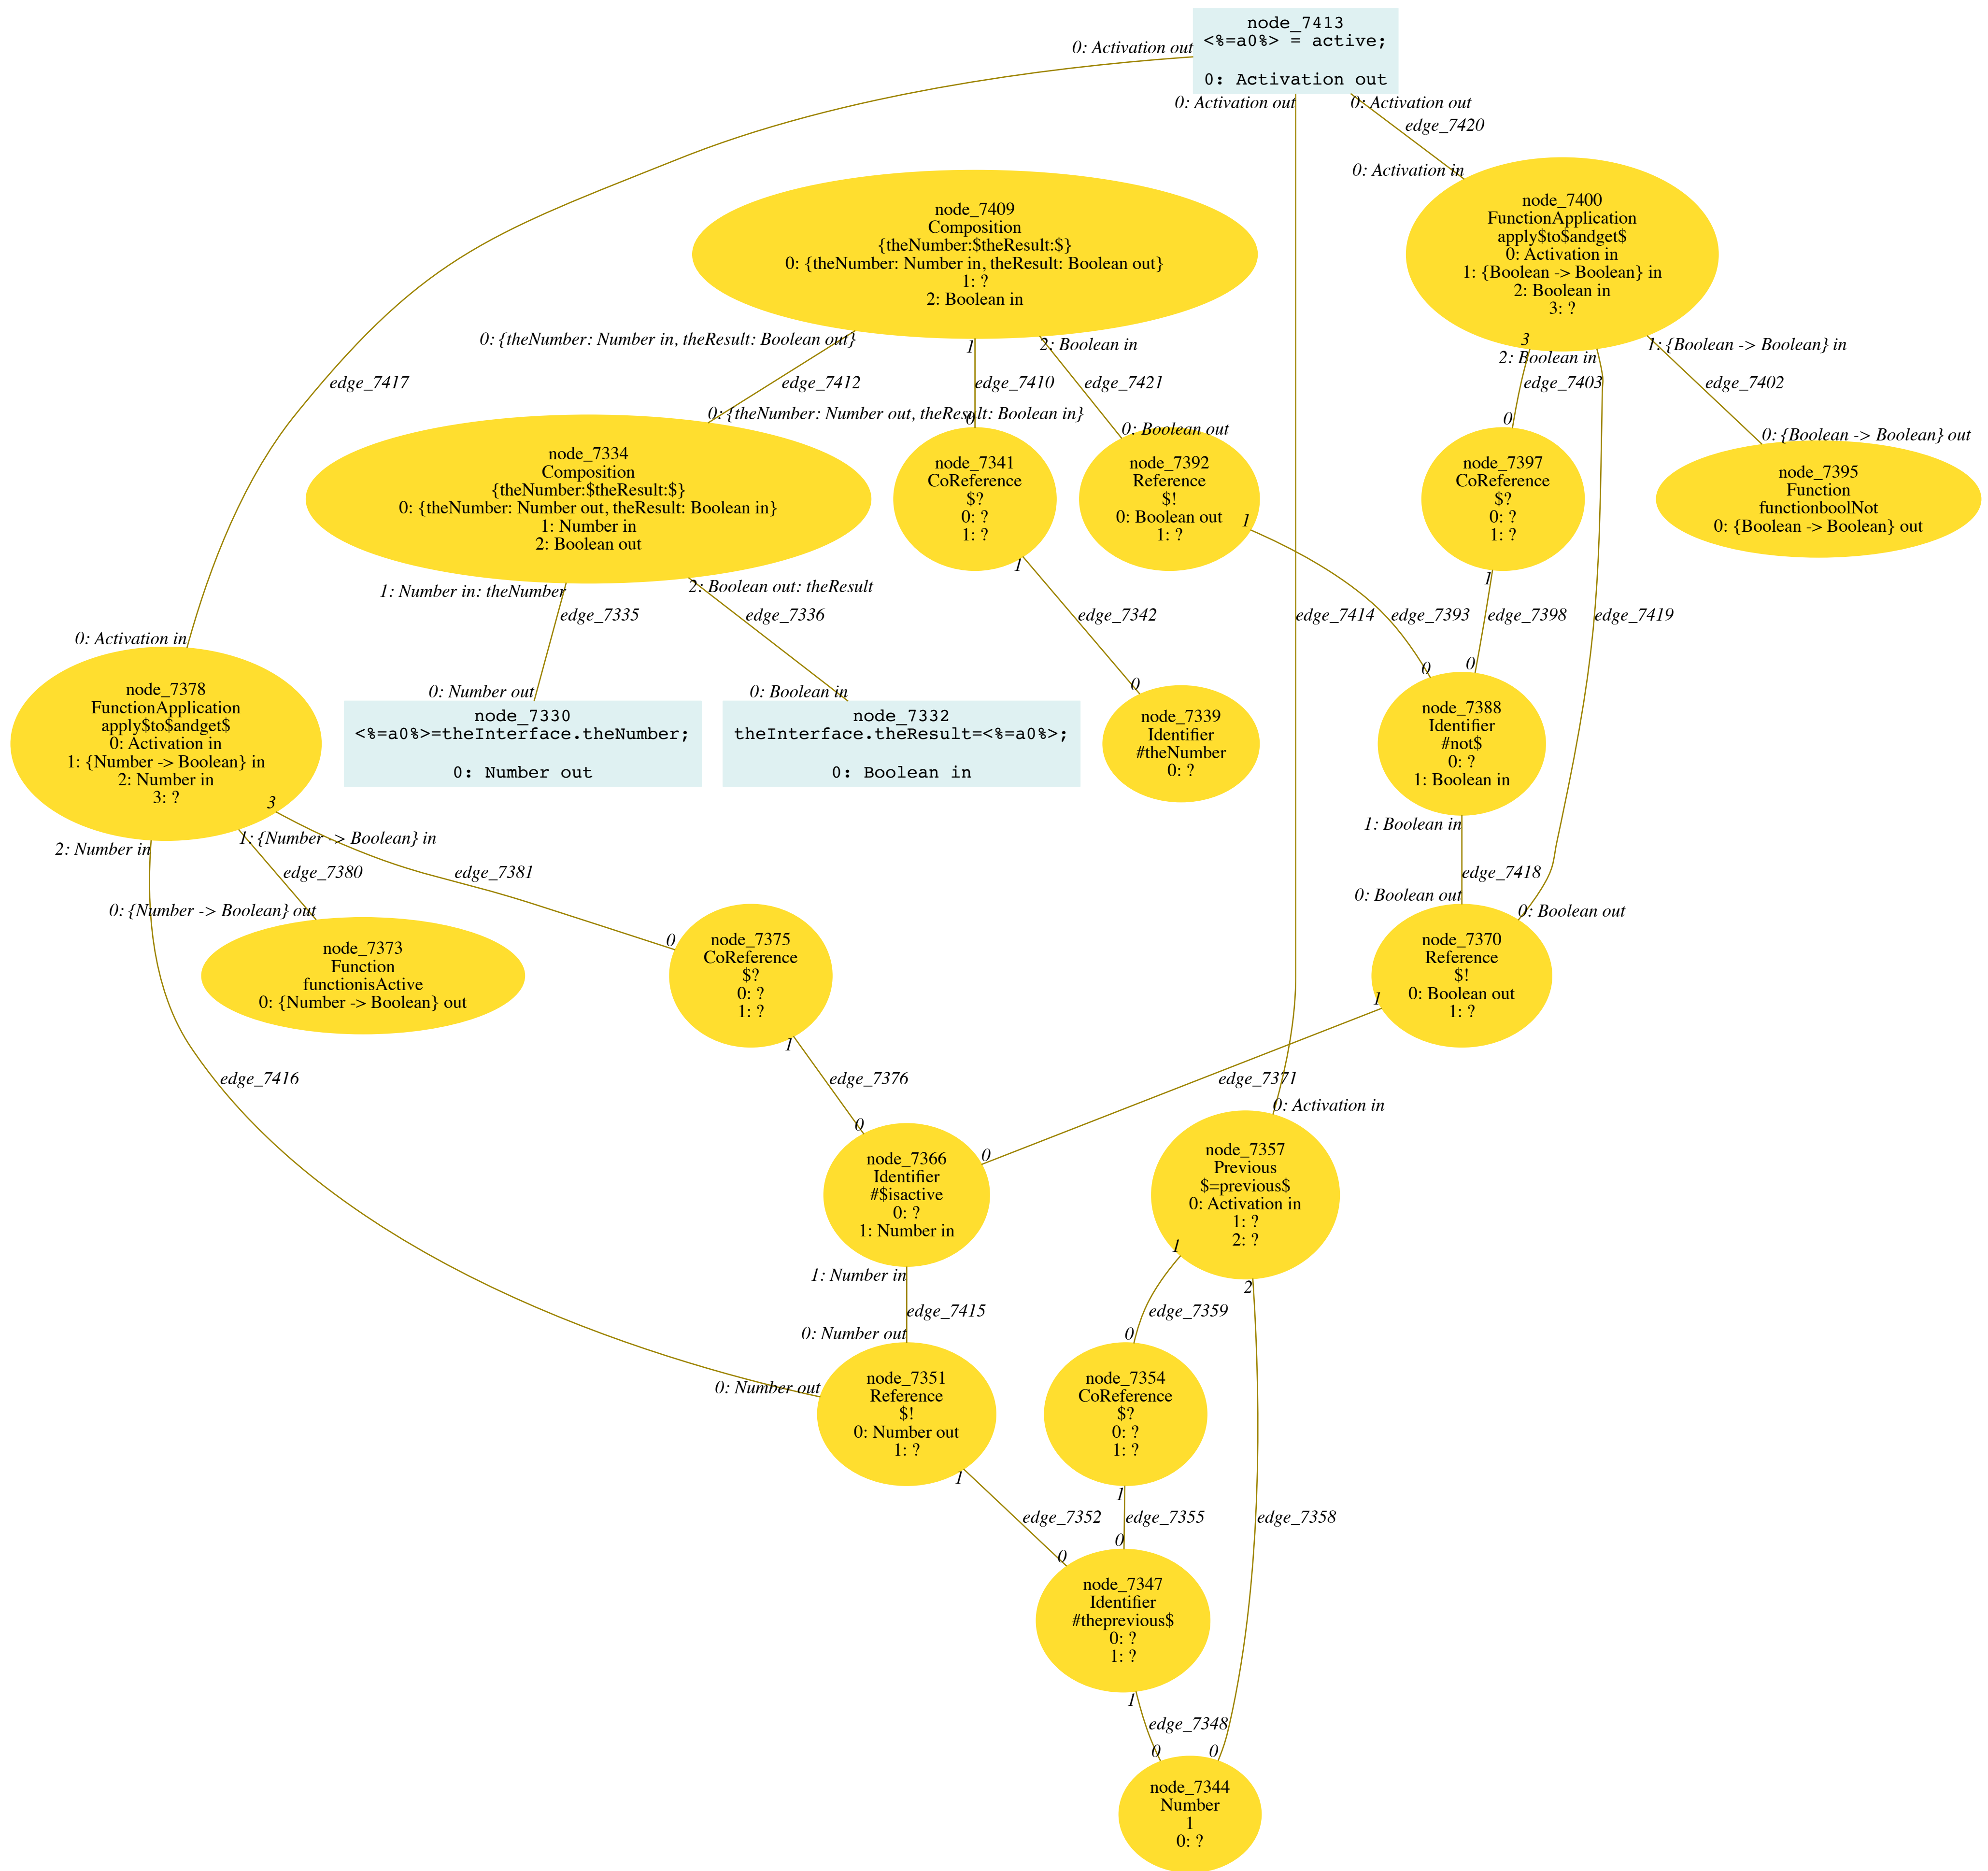 node_7413
<%=a0%> = active;
0: Activation out
0: Activation out
0: Activation out
0: Activation out
edge_7420
0: Activation in
node_7400
FunctionApplication
apply$to$andget$
0: Activation in
1: {Boolean -> Boolean} in
2: Boolean in
3: ?
node_7409
Composition
{theNumber:$theResult:$}
0: {theNumber: Number in, theResult: Boolean out}
1: ?
2: Boolean in
0: {theNumber: Number in, theResult: Boolean out}
1
2: Boolean in
3
2: Boolean in
1: {Boolean -> Boolean} in
edge_7417
edge_7412
edge_7410
edge_7421
edge_7403
edge_7402
0: {theNumber: Number out, theResult: Boolean in}
0
0: Boolean out
0
0: {Boolean -> Boolean} out
node_7334
Composition
{theNumber:$theResult:$}
0: {theNumber: Number out, theResult: Boolean in}
1: Number in
2: Boolean out
node_7341
CoReference
$?
0: ?
1: ?
node_7392
Reference
$!
0: Boolean out
1: ?
1
node_7397
CoReference
$?
0: ?
1: ?
node_7395
Function
functionboolNot
0: {Boolean -> Boolean} out
1: Number in: theNumber
2: Boolean out: theResult
1
1
edge_7335
edge_7336
edge_7342
edge_7414
edge_7393
edge_7398
edge_7419
0: Activation in
0: Number out
0: Boolean in
0
0
0
node_7378
FunctionApplication
apply$to$andget$
0: Activation in
1: {Number -> Boolean} in
2: Number in
3: ?
3
node_7330
<%=a0%>=theInterface.theNumber;
0: Number out
node_7332
theInterface.theResult=<%=a0%>;
0: Boolean in
node_7339
Identifier
#theNumber
0: ?
node_7388
Identifier
#not$
0: ?
1: Boolean in
2: Number in
1: {Number -> Boolean} in
1: Boolean in
edge_7380
edge_7381
edge_7418
0: {Number -> Boolean} out
0
0: Boolean out
0: Boolean out
node_7373
Function
functionisActive
0: {Number -> Boolean} out
node_7375
CoReference
$?
0: ?
1: ?
node_7370
Reference
$!
0: Boolean out
1: ?
1
1
edge_7416
edge_7376
edge_7371
0
0
0: Activation in
node_7366
Identifier
#$isactive
0: ?
1: Number in
node_7357
Previous
$=previous$
0: Activation in
1: ?
2: ?
1
1: Number in
2
edge_7415
edge_7359
0: Number out
0
0: Number out
node_7351
Reference
$!
0: Number out
1: ?
node_7354
CoReference
$?
0: ?
1: ?
1
1
edge_7352
edge_7355
edge_7358
0
0
node_7347
Identifier
#theprevious$
0: ?
1: ?
1
edge_7348
0
0
node_7344
Number
1
0: ?